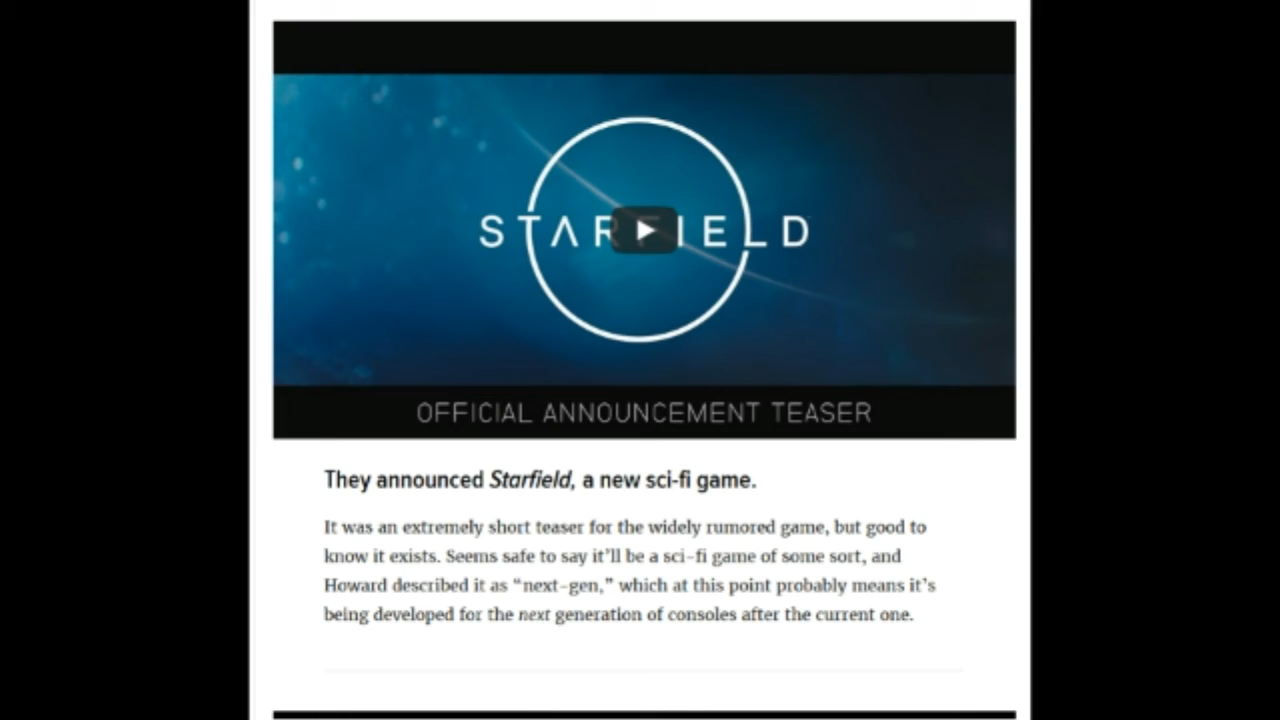 STARFIELD
OFFICIAL ANNOUNCEMENT TEASER
They announced Starfield, a new sci-fi game.
It was an extremely short teaser for the widely rumored game, but good to
know it exists. Seems safe to say it’ll be a sci-fi game of some sort, and
Howard described it as “next-gen,” which at this point probably means it’s
being developed for the next generation of consoles after the current one.